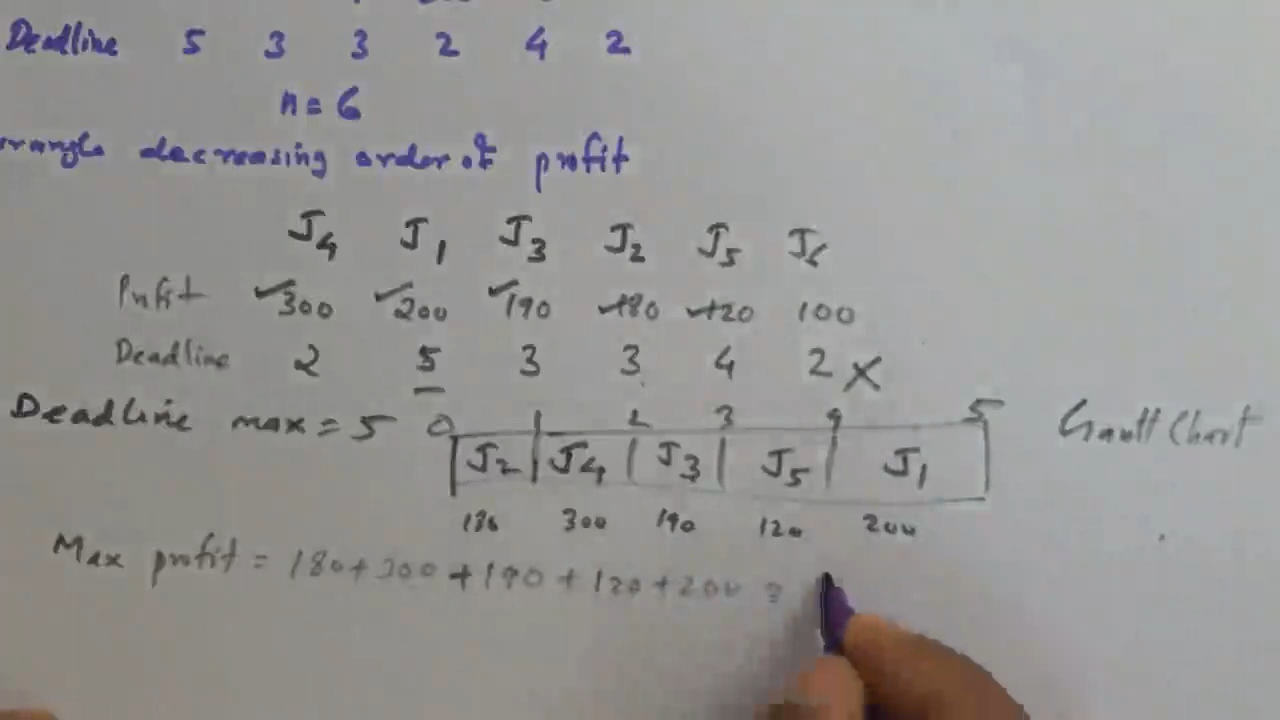 Deadline 5 3 3 2 4 2
n = 6
decreasing order of profit
J4 J1 J3 J2 J5 J6
Profit 300 200 190 180 120 100
Deadline 2 5 3 3 4 2 X
Deadline max = 5 0 1 2 3 4 5 Gantt Chart
J2 J4 J3 J5 J1
180 300 190 120 200
Max profit = 180 + 300 + 190 + 120 + 200 =